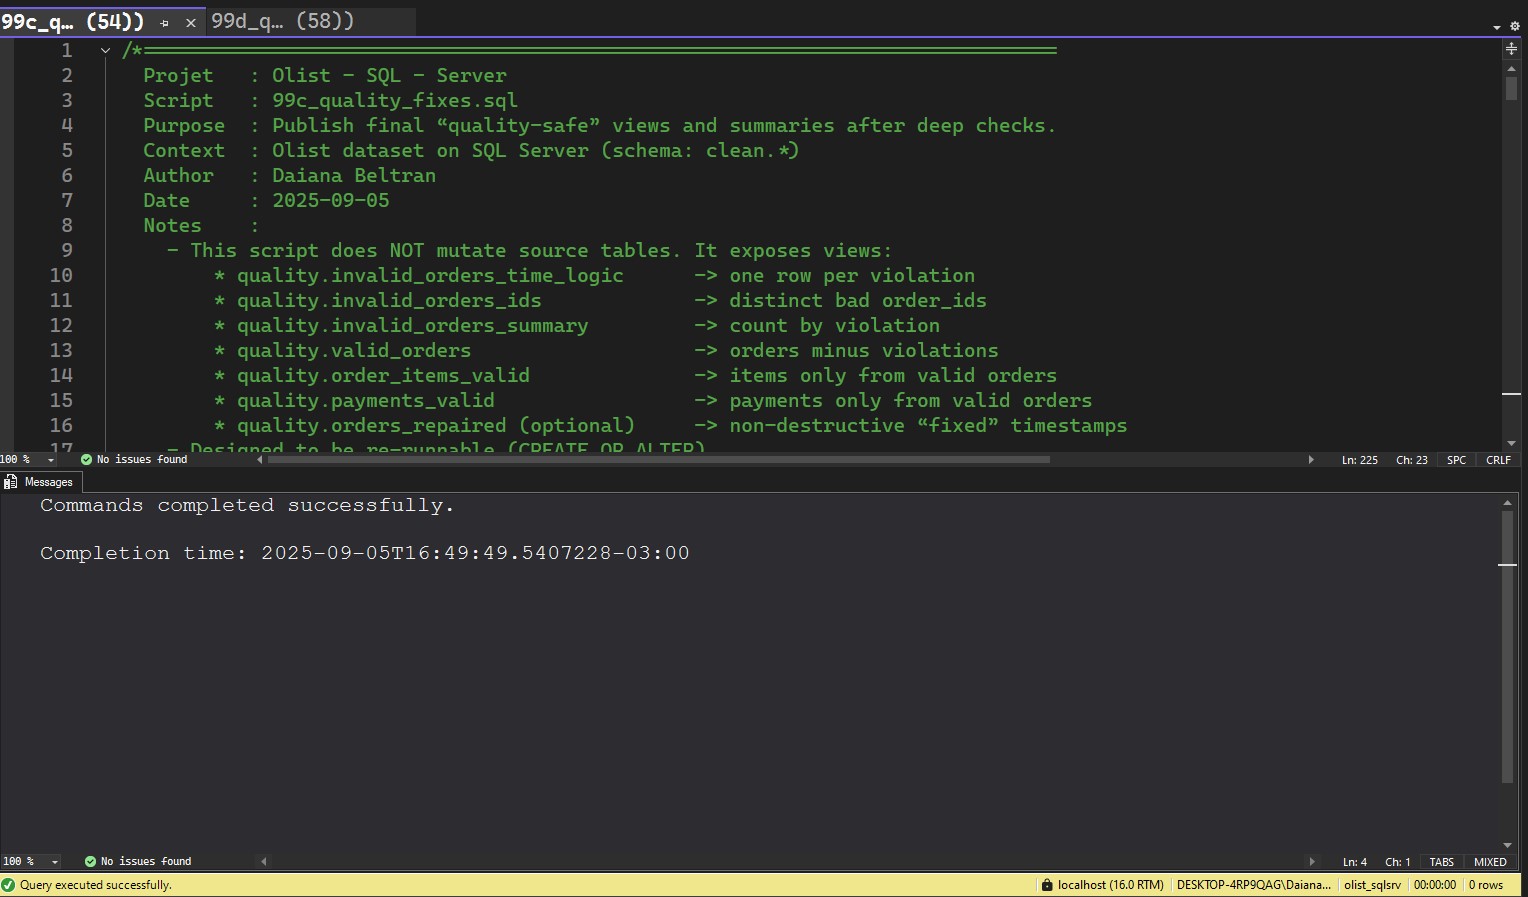 99c_q... (54))
99d_q... (58))
1 /*==============================================================================
2 Projet : Olist - SQL - Server
3 Script : 99c_quality_fixes.sql
4 Purpose : Publish final “quality-safe” views and summaries after deep checks.
5 Context : Olist dataset on SQL Server (schema: clean.*)
6 Author : Daiana Beltran
7 Date : 2025-09-05
8 Notes :
9 - This script does NOT mutate source tables. It exposes views:
10 * quality.invalid_orders_time_logic -> one row per violation
11 * quality.invalid_orders_ids -> distinct bad order_ids
12 * quality.invalid_orders_summary -> count by violation
13 * quality.valid_orders -> orders minus violations
14 * quality.order_items_valid -> items only from valid orders
15 * quality.payments_valid -> payments only from valid orders
16 * quality.orders_repaired (optional) -> non-destructive “fixed” timestamps
17 - Designed to be re-runnable (CREATE OR ALTER)
100 % No issues found Ln: 225 Ch: 23 SPC CRLF
Messages
Commands completed successfully.
Completion time: 2025-09-05T16:49:49.5407228-03:00
100 % No issues found Ln: 4 Ch: 1 TABS MIXED
Query executed successfully. localhost (16.0 RTM) DESKTOP-4RP9QAG\Daiana... olist_sqlsrv 00:00:00 0 rows